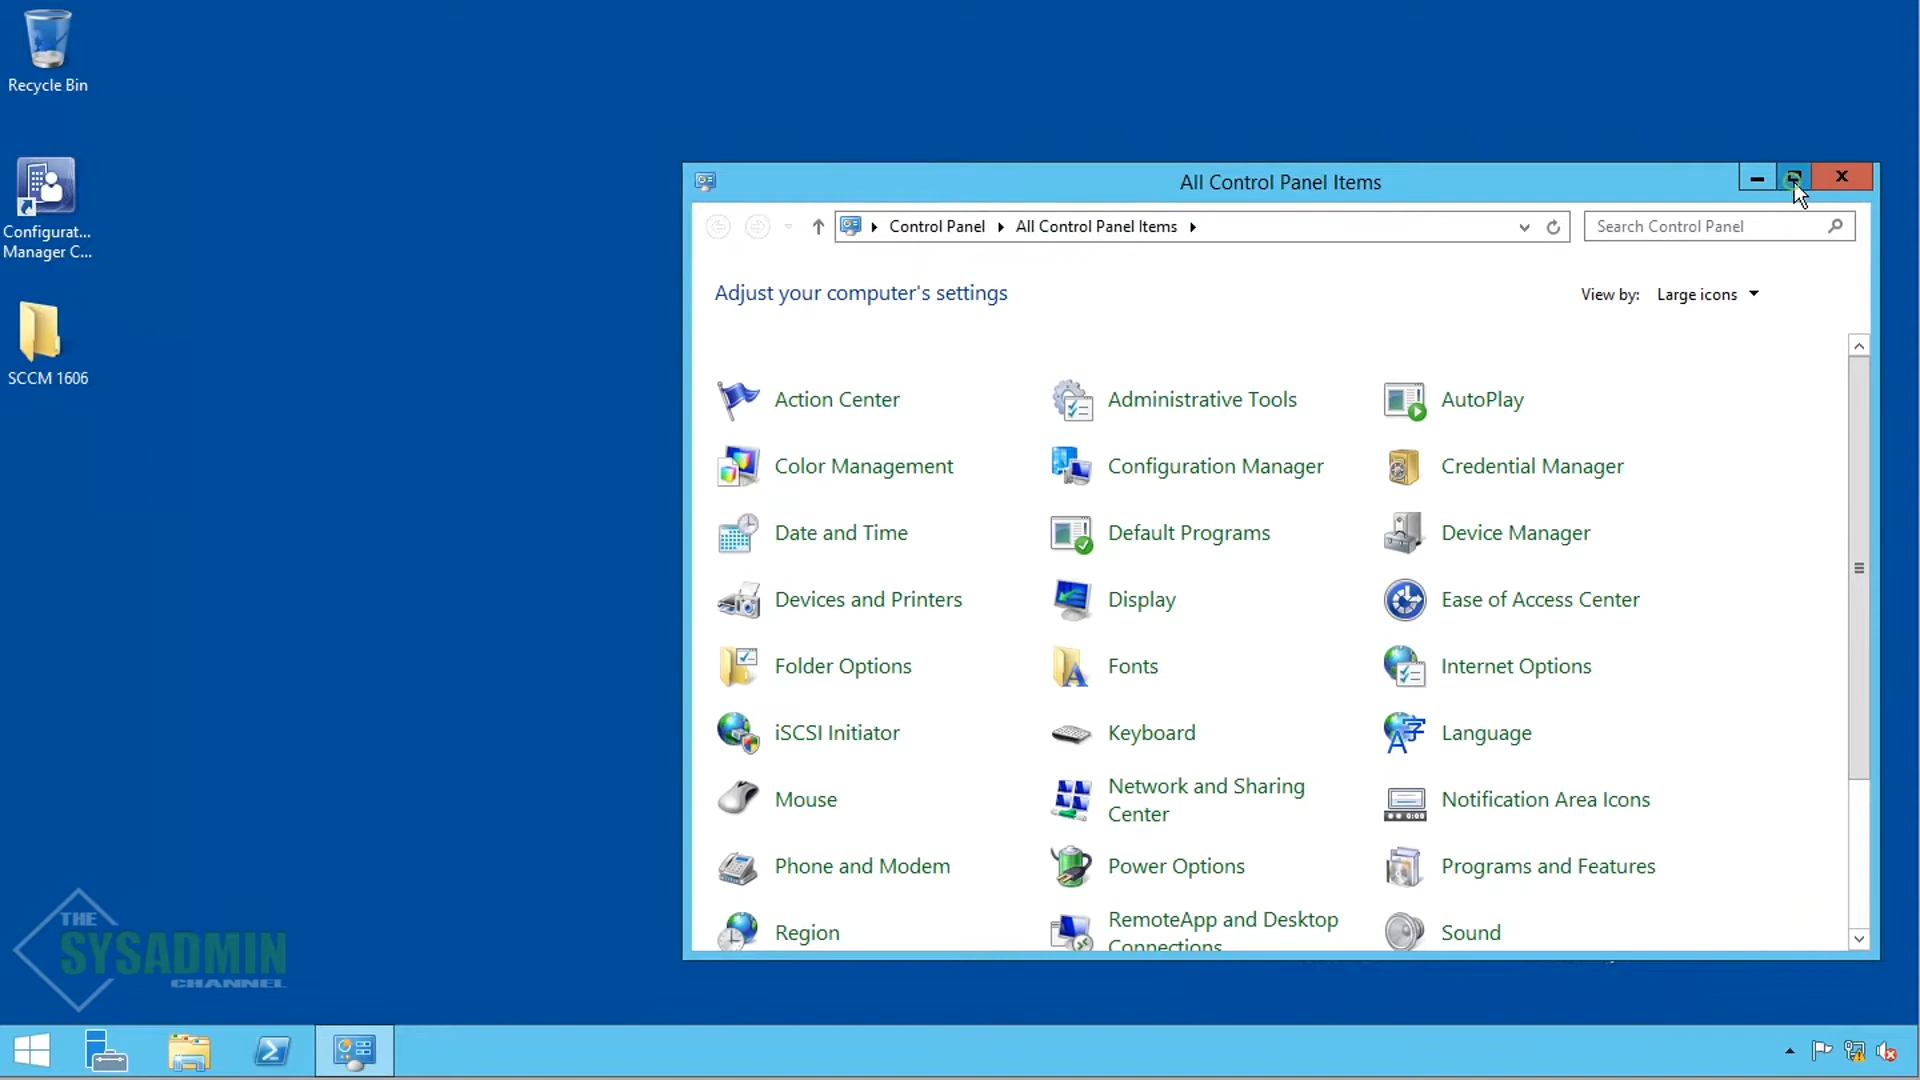 Recycle Bin
Configurat...
Manager C...
SCCM 1606
All Control Panel Items
Control Panel
All Control Panel Items
Search Control Panel
Adjust your computer's settings
View by:
Large icons
Action Center
Administrative Tools
AutoPlay
Color Management
Configuration Manager
Credential Manager
Date and Time
Default Programs
Device Manager
Devices and Printers
Display
Ease of Access Center
Folder Options
Fonts
Internet Options
iSCSI Initiator
Keyboard
Language
Mouse
Network and Sharing
Center
Notification Area Icons
Phone and Modem
Power Options
Programs and Features
Region
RemoteApp and Desktop
Connections
Sound
THE
SYSADMIN
CHANNEL